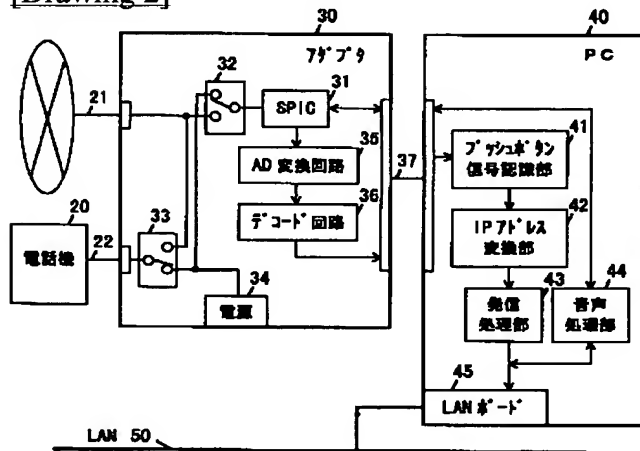 [Drawing 2]
30
アダプタ
40
PC
32
31
SPIC
21
35
AD 変換回路
37
36
デコード回路
41
プッシュボタン
信号認識部
42
IPアドレス
変換部
20
電話機
22
33
34
電源
43
発信
処理部
44
音声
処理部
45
LAN ボード
LAN 50